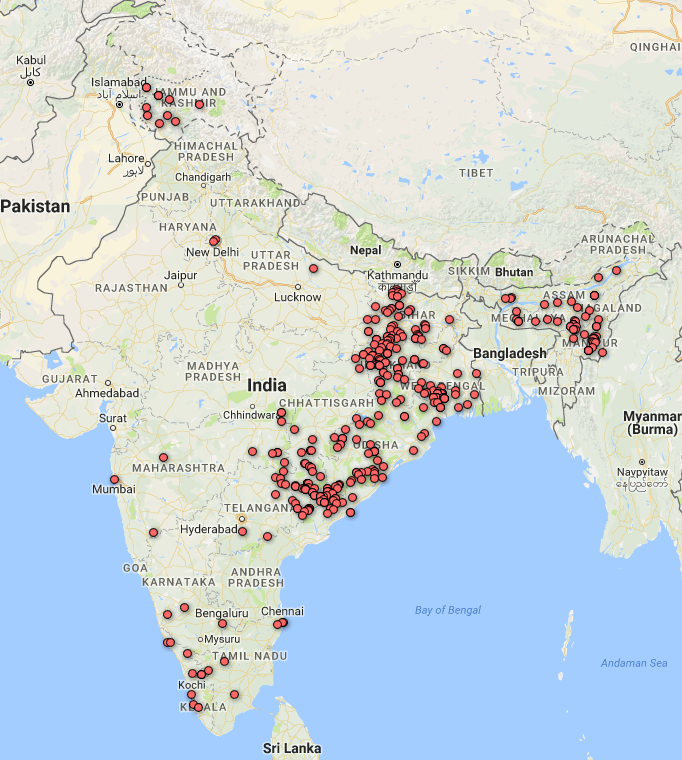 QINGHAI
Kabul
کابل
Islamabad
اسلام آباد
JAMMU AND
KASHMIR
HIMACHAL
PRADESH
Lahore
لاہور
Chandigarh
TIBET
PUNJAB
UTTARAKHAND
Pakistan
HARYANA
New Delhi
UTTAR
PRADESH
Nepal
Kathmandu
SIKKIM
Bhutan
ARUNACHAL
PRADESH
Jaipur
RAJASTHAN
Lucknow
ASSAM
GALAND
HAR
MEGHALAYA
MAN PUR
Bangladesh
TRIPURA
MIZORAM
GUJARAT
Ahmedabad
MADHYA
PRADESH
India
WEST BENGAL
Surat
CHHATTISGARH
Chhindwara
Myanmar
(Burma)
ODISHA
MAHARASHTRA
Mumbai
Naypyitaw
နေပြည်တော်
TELANGANA
Hyderabad
GOA
KARNATAKA
ANDHRA
PRADESH
Bengaluru
Chennai
Bay of Bengal
Mysuru
TAMIL NADU
Andaman Sea
Kochi
KERALA
Sri Lanka